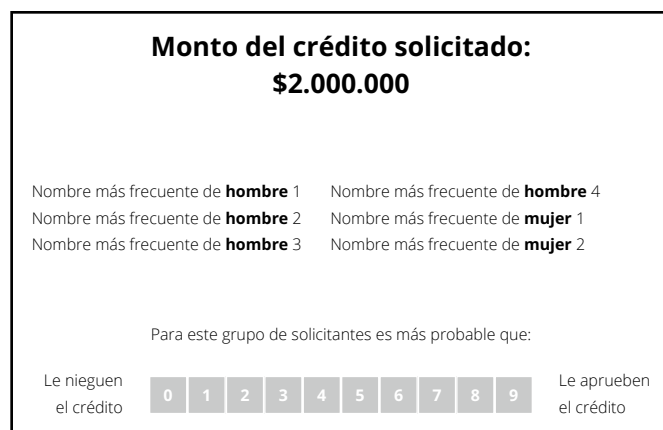 Monto del crédito solicitado:
$2.000.000
Nombre más frecuente de hombre 1
Nombre más frecuente de hombre 2
Nombre más frecuente de hombre 3
Nombre más frecuente de hombre 4
Nombre más frecuente de mujer 1
Nombre más frecuente de mujer 2
Para este grupo de solicitantes es más probable que:
Le nieguen
el crédito
0 1 2 3 4 5 6 7 8 9
Le aprueben
el crédito